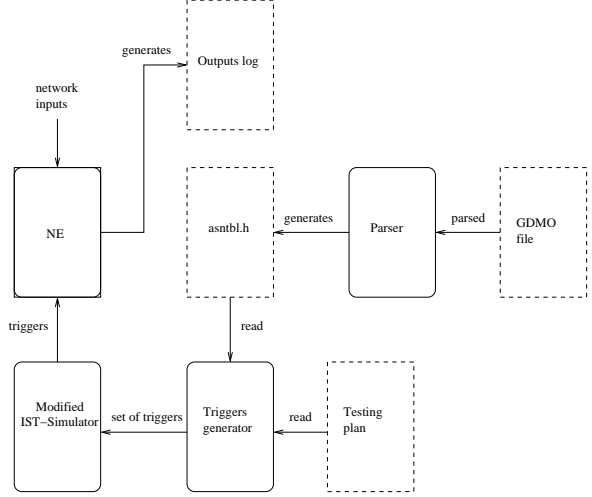 generates
Outputs log
network
inputs
NE
asntbl.h
generates
Parser
parsed
GDMO
file
triggers
read
Modified
IST−Simulator
set of triggers
Triggers
generator
read
Testing
plan